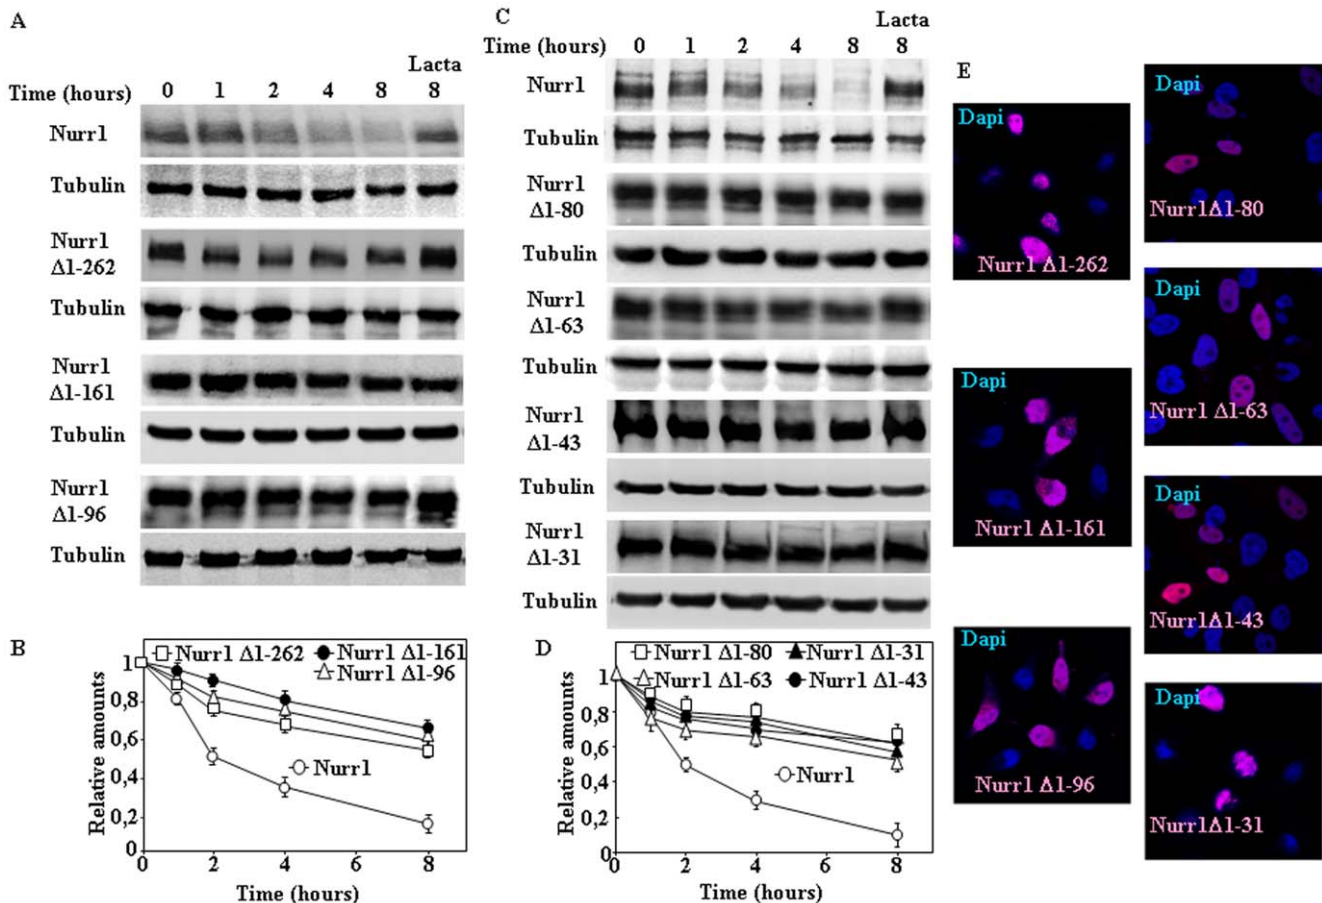 A
Lacta
Time (hours) 0 1 2 4 8 8
Nurr1
Tubulin
Nurr1
Δ1-262
Tubulin
Nurr1
Δ1-161
Tubulin
Nurr1
Δ1-96
Tubulin
B
Nurr1 Δ1-262 Nurr1 Δ1-161
Nurr1 Δ1-96
Nurr1
Relative amounts
1
0,8
0,6
0,4
0,2
0
0 2 4 8
Time (hours)
C
Lacta
Time (hours) 0 1 2 4 8 8
Nurr1
Tubulin
Nurr1
Δ1-80
Tubulin
Nurr1
Δ1-63
Tubulin
Nurr1
Δ1-43
Tubulin
Nurr1
Δ1-31
Tubulin
D
Nurr1 Δ1-80 Nurr1 Δ1-31
Nurr1 Δ1-63 Nurr1 Δ1-43
Nurr1
Relative amounts
1
0,8
0,6
0,4
0,2
0
0 2 4 8
Time (hours)
E
Dapi
Nurr1 Δ1-262
Dapi
Nurr1 Δ1-161
Dapi
Nurr1 Δ1-96
Dapi
Nurr1Δ1-80
Dapi
Nurr1 Δ1-63
Dapi
Nurr1Δ1-43
Dapi
Nurr1Δ1-31